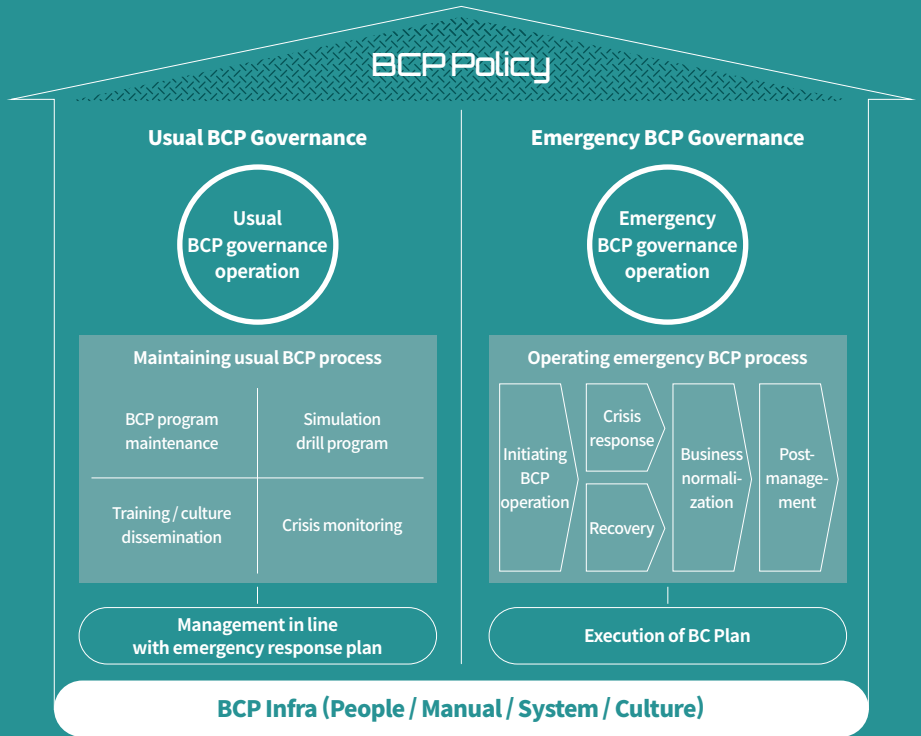 BCP Policy
Usual BCP Governance
Usual
BCP governance
operation
Maintaining usual BCP process
BCP program
maintenance
Simulation
drill program
Training / culture
dissemination
Crisis monitoring
Management in line
with emergency response plan
Emergency BCP Governance
Emergency
BCP governance
operation
Operating emergency BCP process
Initiating
BCP
operation
Crisis
response
Recovery
Business
normali-
zation
Post-
manage-
ment
Execution of BC Plan
BCP Infra (People / Manual / System / Culture)